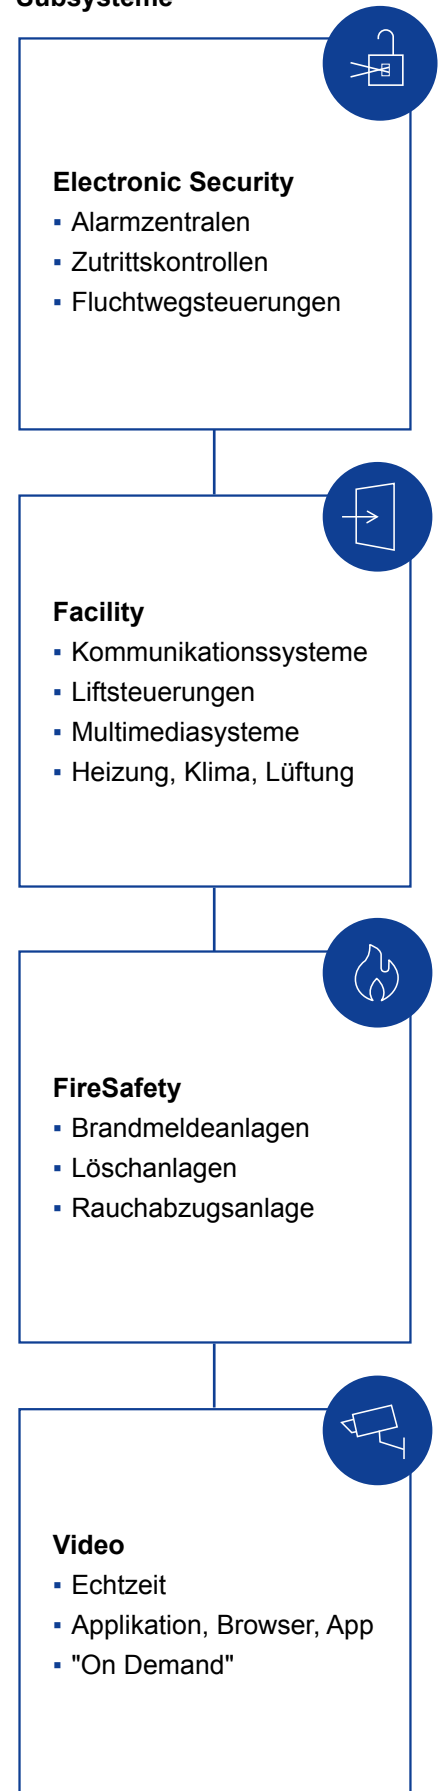 Subsysteme
Electronic Security
▪ Alarmzentralen
▪ Zutrittskontrollen
▪ Fluchtwegsteuerungen
Facility
▪ Kommunikationssysteme
▪ Liftsteuerungen
▪ Multimediasysteme
▪ Heizung, Klima, Lüftung
FireSafety
▪ Brandmeldeanlagen
▪ Löschanlagen
▪ Rauchabzugsanlage
Video
▪ Echtzeit
▪ Applikation, Browser, App
▪ "On Demand"